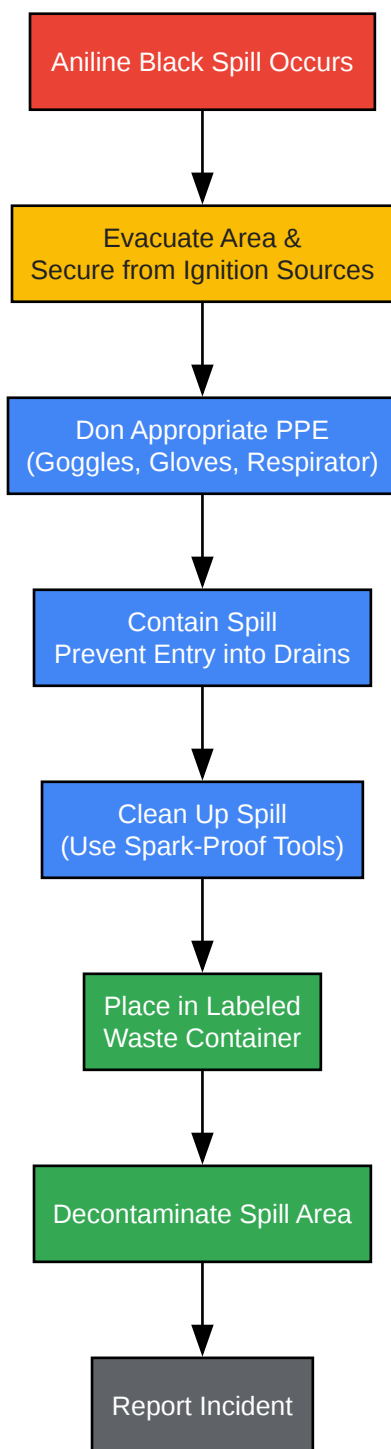 Aniline Black Spill Occurs
Evacuate Area &
Secure from Ignition Sources
Don Appropriate PPE
(Goggles, Gloves, Respirator)
Contain Spill
Prevent Entry into Drains
Clean Up Spill
(Use Spark-Proof Tools)
Place in Labeled
Waste Container
Decontaminate Spill Area
Report Incident